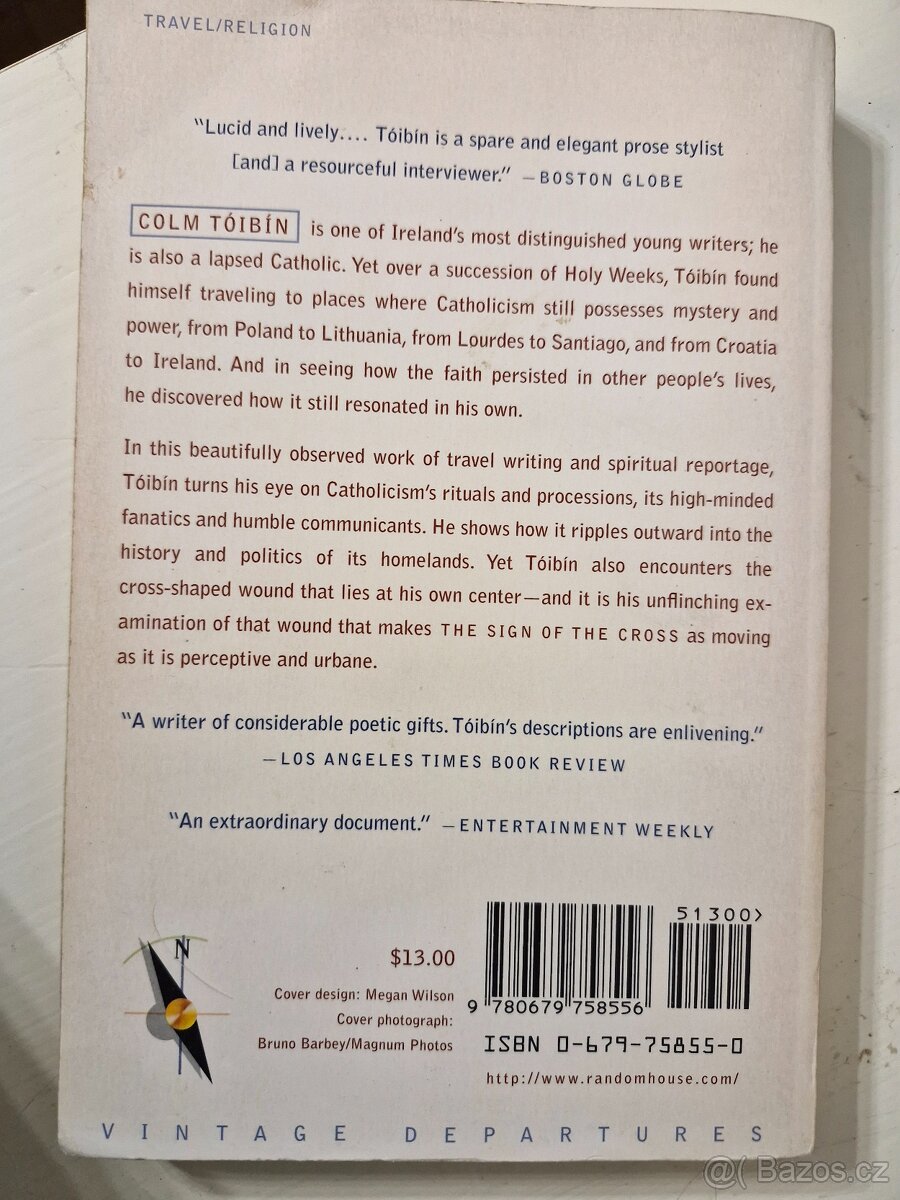 TRAVEL/RELIGION
“Lucid and lively.... Tóibín is a spare and elegant prose stylist
[and] a resourceful interviewer.” —BOSTON GLOBE
COLM TÓIBÍN is one of Ireland’s most distinguished young writers; he
is also a lapsed Catholic. Yet over a succession of Holy Weeks, Tóibín found
himself traveling to places where Catholicism still possesses mystery and
power, from Poland to Lithuania, from Lourdes to Santiago, and from Croatia
to Ireland. And in seeing how the faith persisted in other people’s lives,
he discovered how it still resonated in his own.
In this beautifully observed work of travel writing and spiritual reportage,
Tóibín turns his eye on Catholicism’s rituals and processions, its high-minded
fanatics and humble communicants. He shows how it ripples outward into the
history and politics of its homelands. Yet Tóibín also encounters the
cross-shaped wound that lies at his own center—and it is his unflinching ex-
amination of that wound that makes THE SIGN OF THE CROSS as moving
as it is perceptive and urbane.
“A writer of considerable poetic gifts. Tóibín’s descriptions are enlivening.”
—LOS ANGELES TIMES BOOK REVIEW
“An extraordinary document.” —ENTERTAINMENT WEEKLY
N
$13.00
Cover design: Megan Wilson
Cover photograph:
Bruno Barbey/Magnum Photos
51300>
9 780679 758556
ISBN 0-679-75855-0
http://www.randomhouse.com/
VINTAGE DEPARTURES
@( Bazos.cz